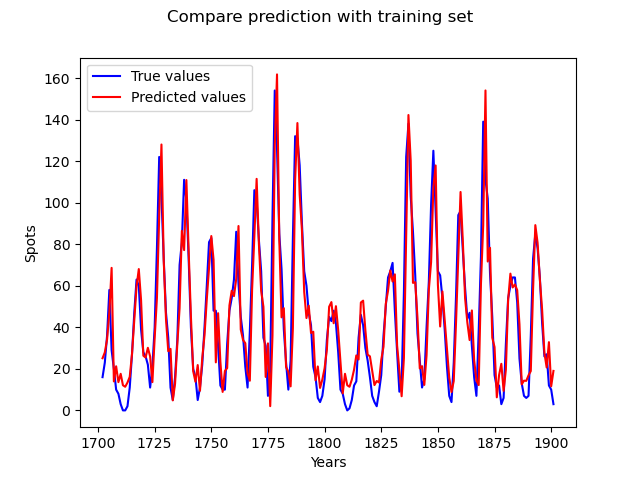 Compare prediction with training set
True values
Predicted values
160
140
120
100
80
60
40
20
0
Spots
1700 1725 1750 1775 1800 1825 1850 1875 1900
Years